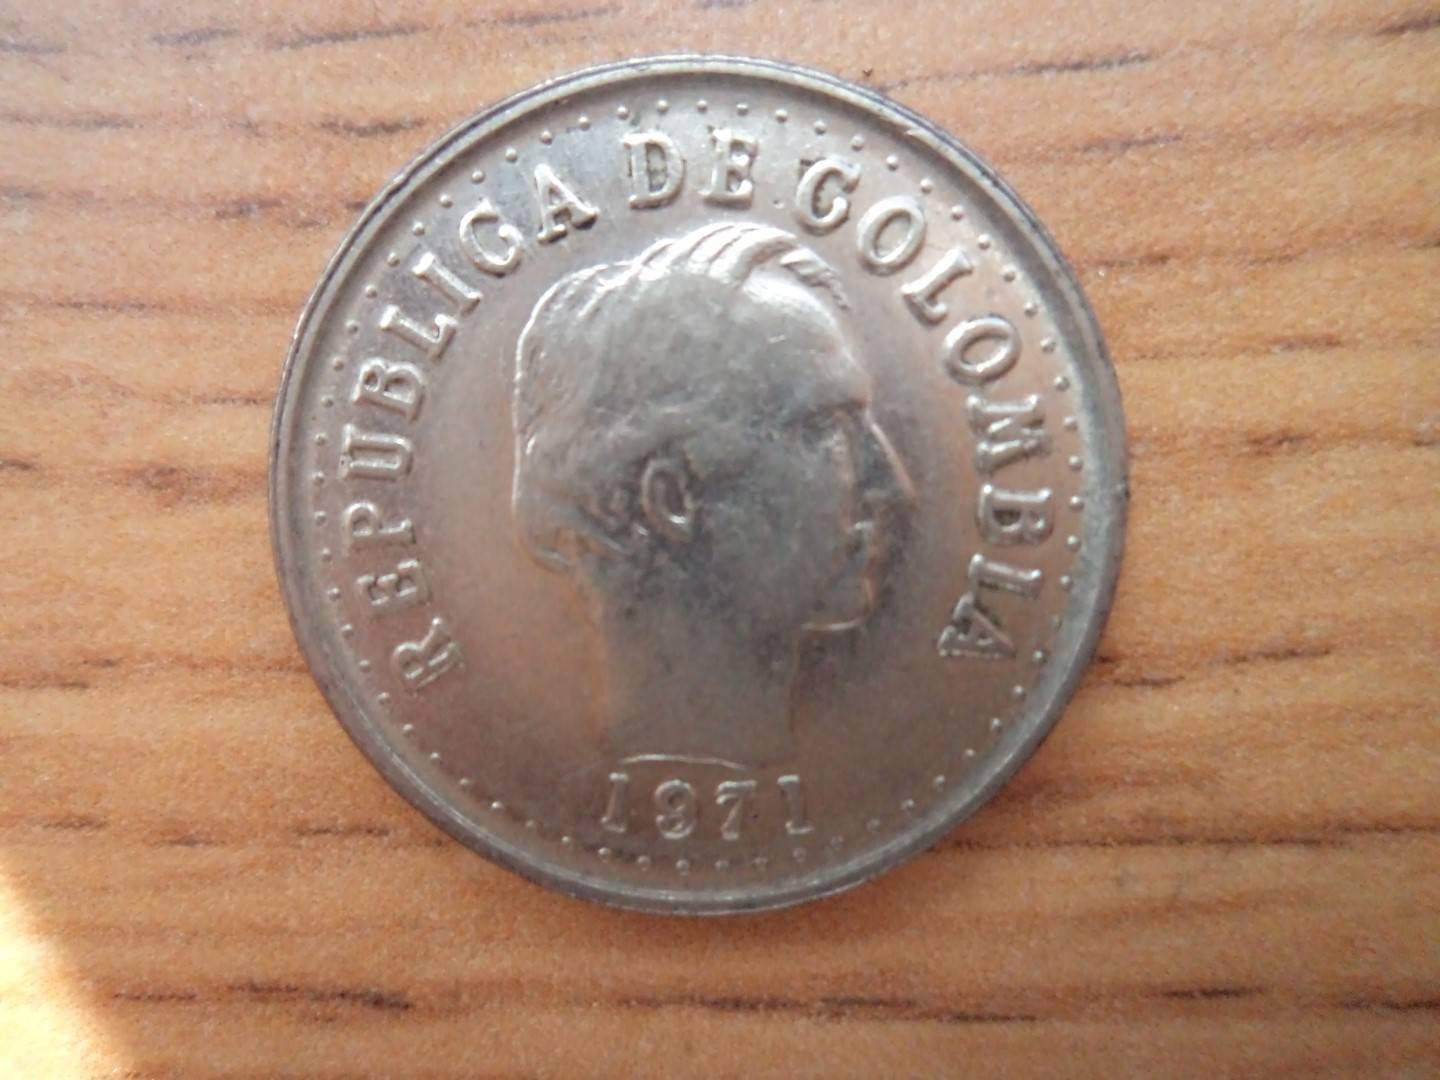 REPUBLICA DE COLOMBIA
1971